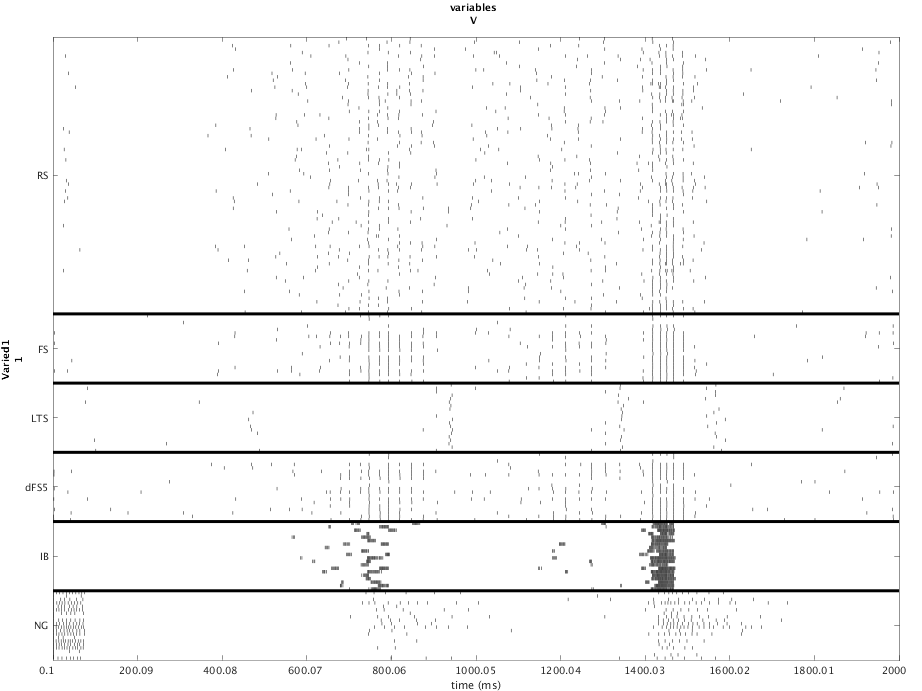 variables
V
RS
FS
LTS
dFS5
IB
NG
Varied1
1
0.1 200.09 400.08 600.07 800.06 1000.05 1200.04 1400.03 1600.02 1800.01 2000
time (ms)